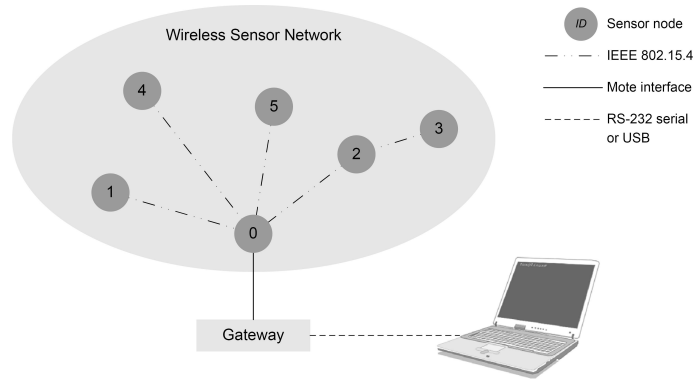 Wireless Sensor Network
4
5
3
2
1
0
Gateway
ID Sensor node
IEEE 802.15.4
Mote interface
RS-232 serial
or USB